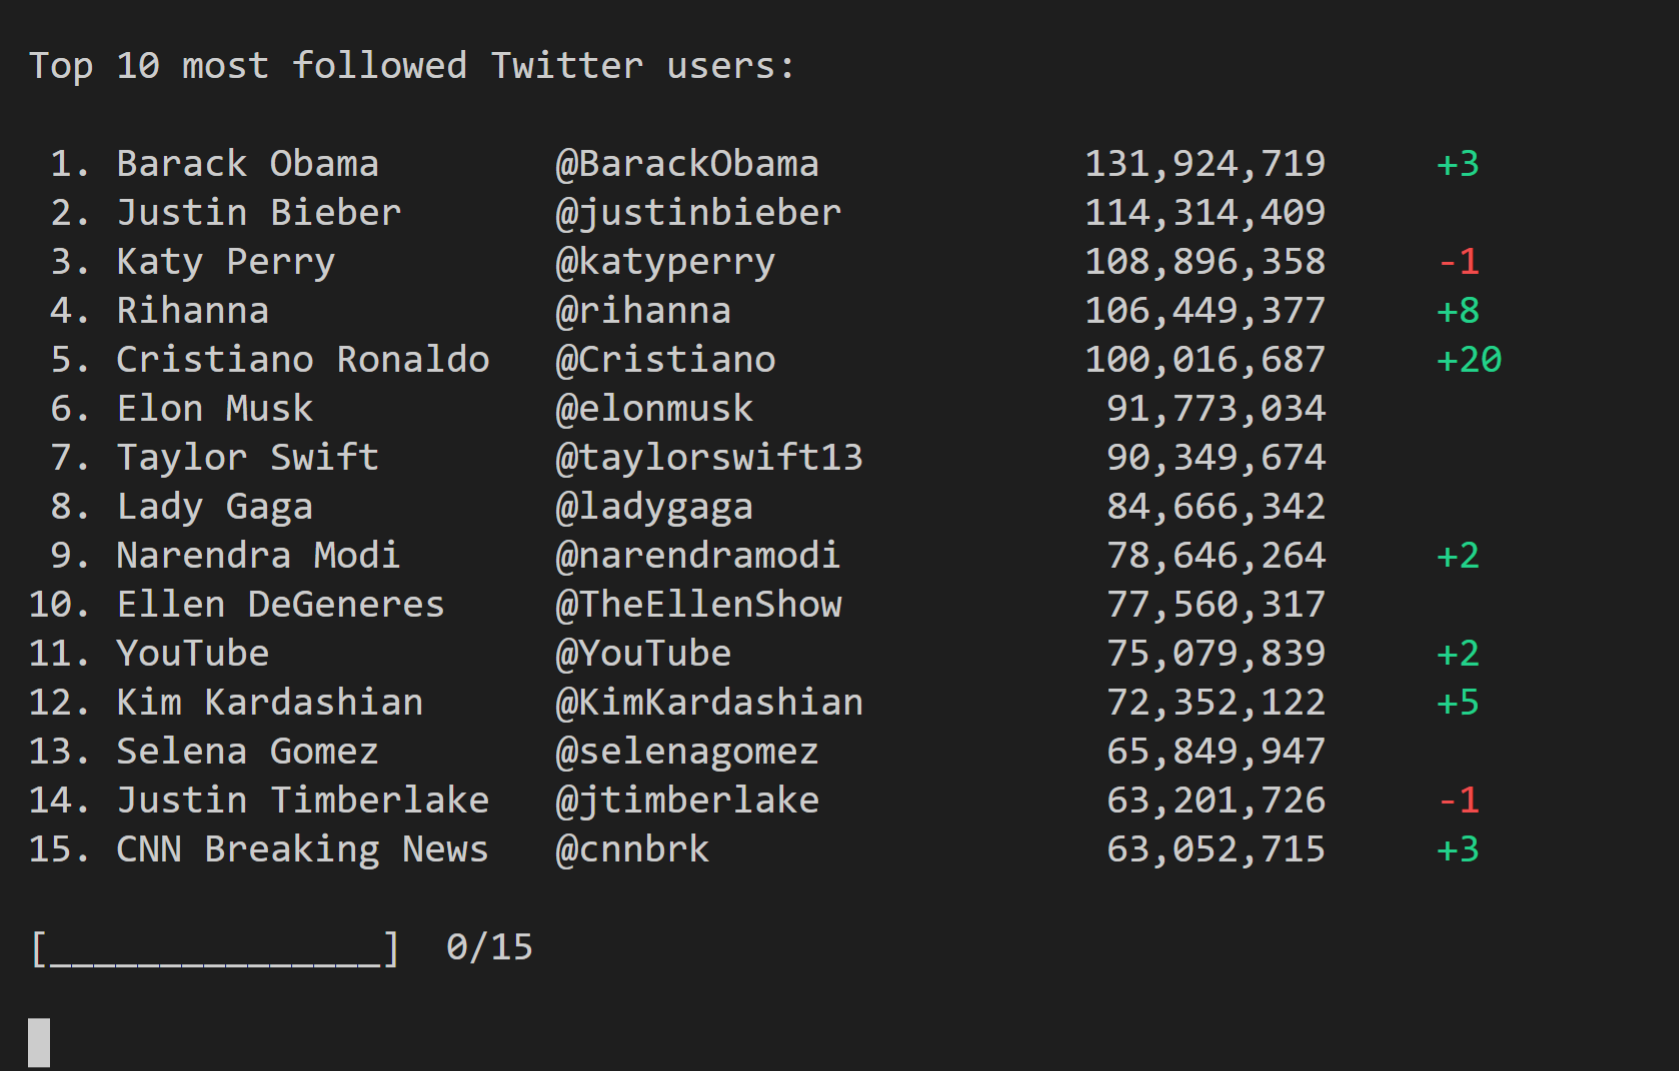 Top 10 most followed Twitter users:
1. Barack Obama @BarackObama 131,924,719 +3
2. Justin Bieber @justinbieber 114,314,409
3. Katy Perry @katyperry 108,896,358 -1
4. Rihanna @rihanna 106,449,377 +8
5. Cristiano Ronaldo @Cristiano 100,016,687 +20
6. Elon Musk @elonmusk 91,773,034
7. Taylor Swift @taylorswift13 90,349,674
8. Lady Gaga @ladygaga 84,666,342
9. Narendra Modi @narendramodi 78,646,264 +2
10. Ellen DeGeneres @TheEllenShow 77,560,317
11. YouTube @YouTube 75,079,839 +2
12. Kim Kardashian @KimKardashian 72,352,122 +5
13. Selena Gomez @selenagomez 65,849,947
14. Justin Timberlake @jtimberlake 63,201,726 -1
15. CNN Breaking News @cnnbrk 63,052,715 +3
[_______________] 0/15